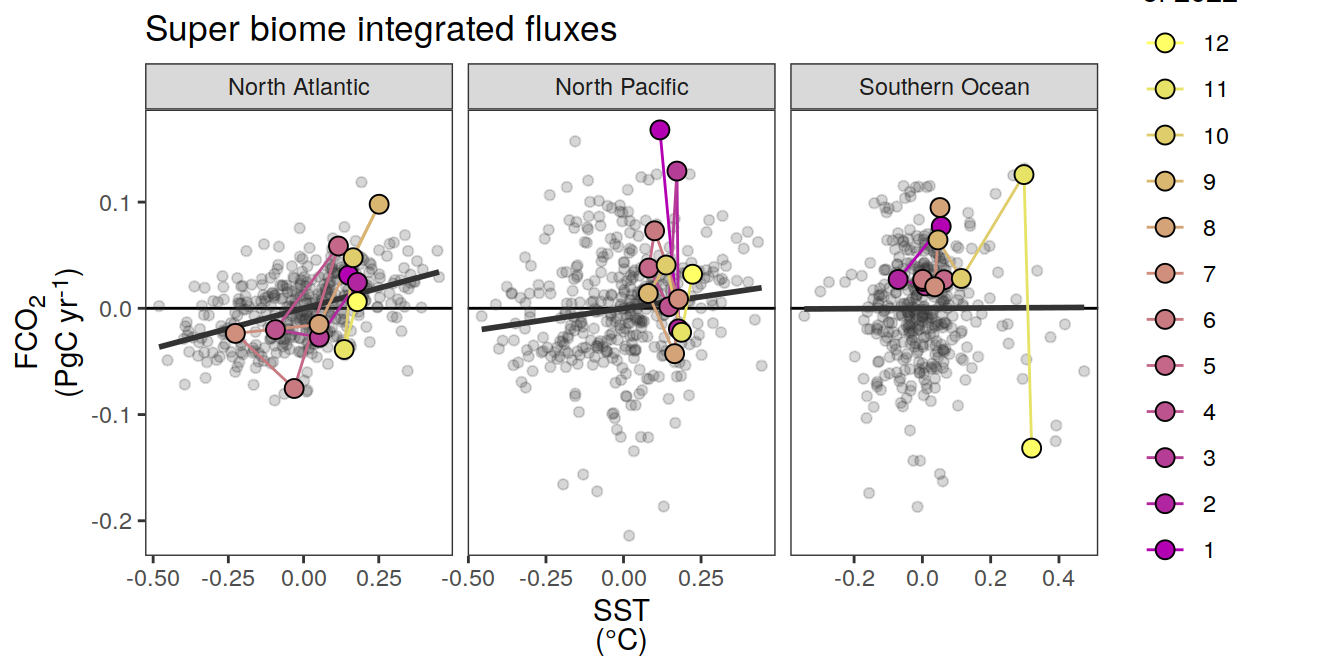 Super biome integrated fluxes
North Atlantic
North Pacific
Southern Ocean
FCO2
(PgC yr-1)
0.1
0.0
-0.1
-0.2
-0.50 -0.25 0.00 0.25
-0.50 -0.25 0.00 0.25
-0.2 0.0 0.2 0.4
SST
(°C)
12
11
10
9
8
7
6
5
4
3
2
1